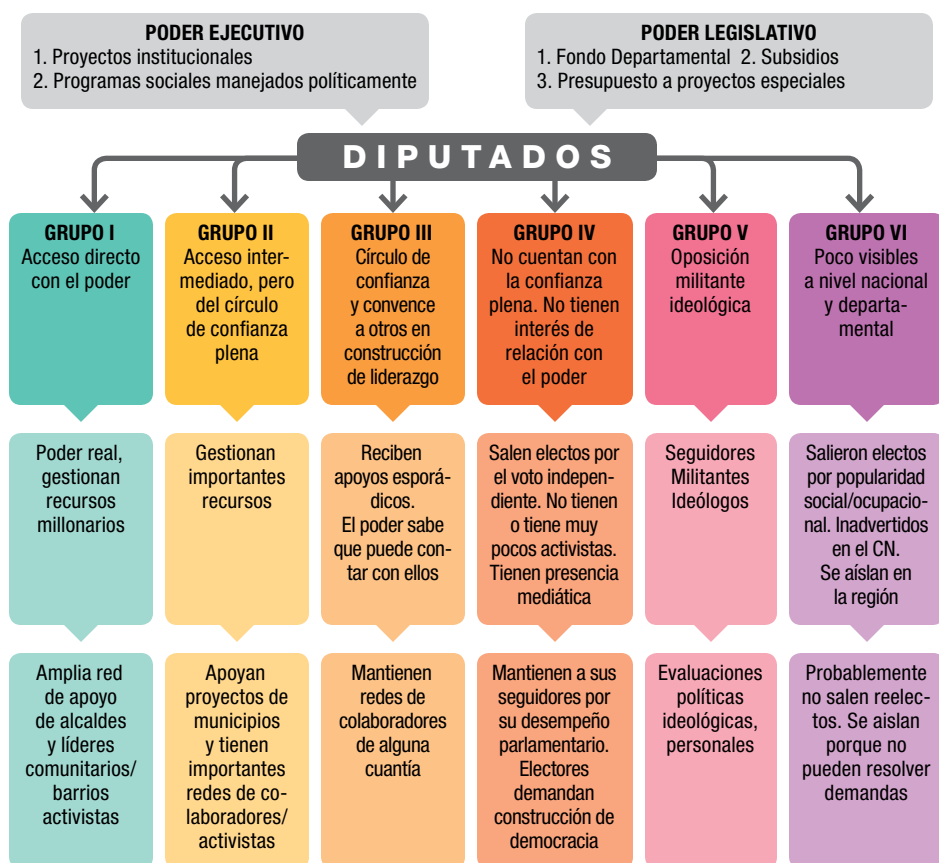 PODER EJECUTIVO
1. Proyectos institucionales
2. Programas sociales manejados políticamente
PODER LEGISLATIVO
1. Fondo Departamental 2. Subsidios
3. Presupuesto a proyectos especiales
DIPUTADOS
GRUPO I
Acceso directo
con el poder
GRUPO II
Acceso inter-
mediado, pero
del círculo
de confianza
plena
GRUPO III
Círculo de
confianza
y convence
a otros en
construcción
de liderazgo
GRUPO IV
No cuentan con
la confianza
plena. No tienen
interés de
relación con
el poder
GRUPO V
Oposición
militante
ideológica
GRUPO VI
Poco visibles
a nivel nacional
y departa-
mental
Poder real,
gestionan
recursos
millonarios
Gestionan
importantes
recursos
Reciben
apoyos esporá-
dicos.
El poder sabe
que puede con-
tar con ellos
Salen electos por
el voto indepen-
diente. No tienen
o tiene muy
pocos activistas.
Tienen presencia
mediática
Seguidores
Militantes
Ideólogos
Salieron electos
por popularidad
social/ocupacio-
nal. Inadvertidos
en el CN.
Se aíslan en
la región
Amplia red
de apoyo
de alcaldes
y líderes
comunitarios/
barrios
activistas
Apoyan
proyectos de
municipios
y tienen
importantes
redes de co-
laboradores/
activistas
Mantienen
redes de
colaboradores
de alguna
cuantía
Mantienen a sus
seguidores por
su desempeño
parlamentario.
Electores
demandan
construcción de
democracia
Evaluaciones
políticas
ideológicas,
personales
Probablemente
no salen reelec-
tos. Se aislan
porque no
pueden resolver
demandas